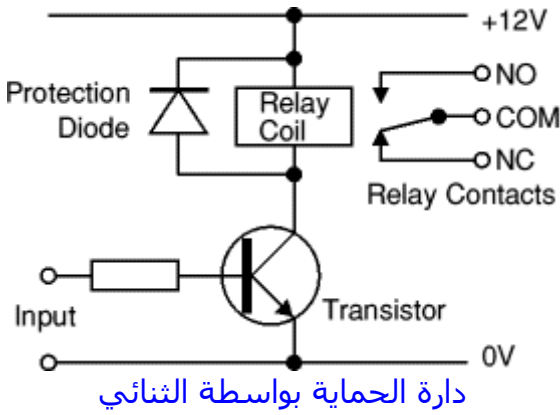 +12V
Protection
Diode
Relay
Coil
NO
COM
NC
Relay Contacts
Transistor
Input
0V
دارة الحماية بواسطة الثنائي